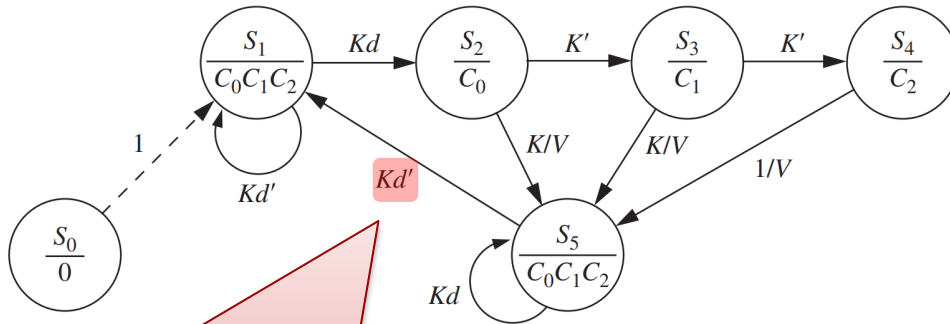 S₁
C₀C₁C₂
Kd
S₂
C₀
K′
S₃
C₁
K′
S₄
C₂
1
Kd′
Kd′
K/V
K/V
1/V
S₀
0
S₅
C₀C₁C₂
Kd